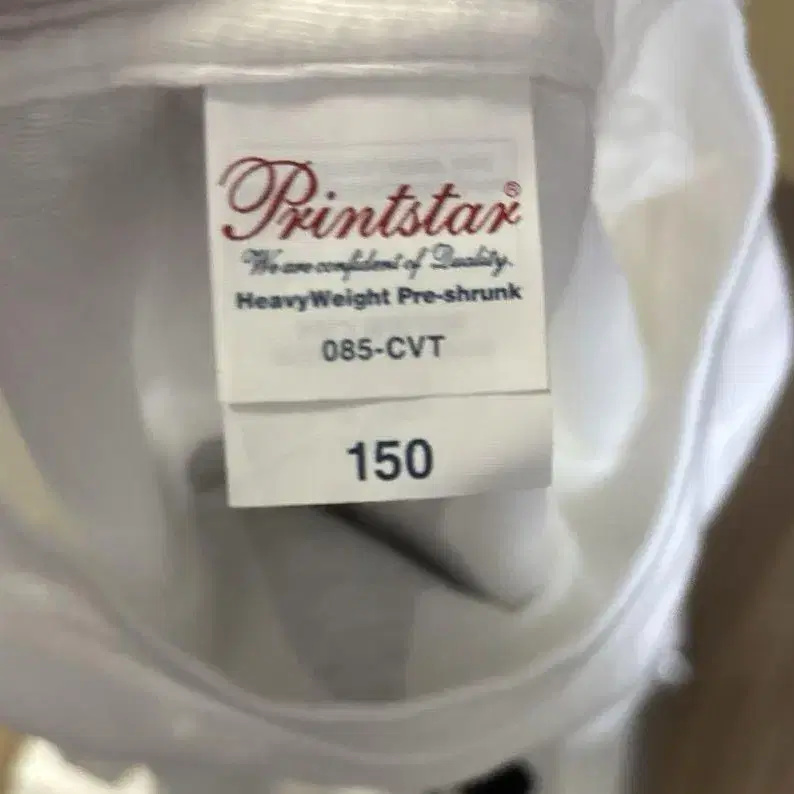 Printstar®
We are confident of Quality.
HeavyWeight Pre-shrunk
085-CVT
150